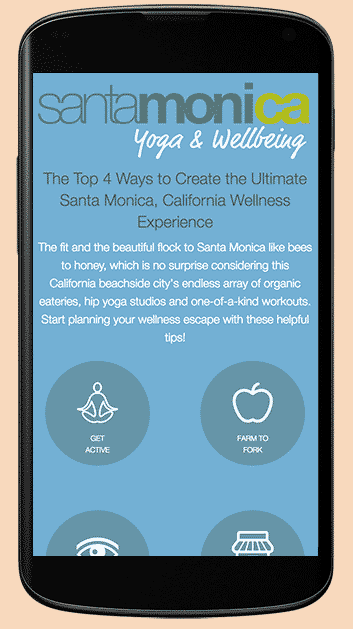 santamonica
Yoga & Wellbeing
The Top 4 Ways to Create the Ultimate
Santa Monica, California Wellness
Experience
The fit and the beautiful flock to Santa Monica like bees
to honey, which is no surprise considering this
California beachside city's endless array of organic
eateries, hip yoga studios and one-of-a-kind workouts.
Start planning your wellness escape with these helpful
tips!
GET
ACTIVE
FARM TO
FORK